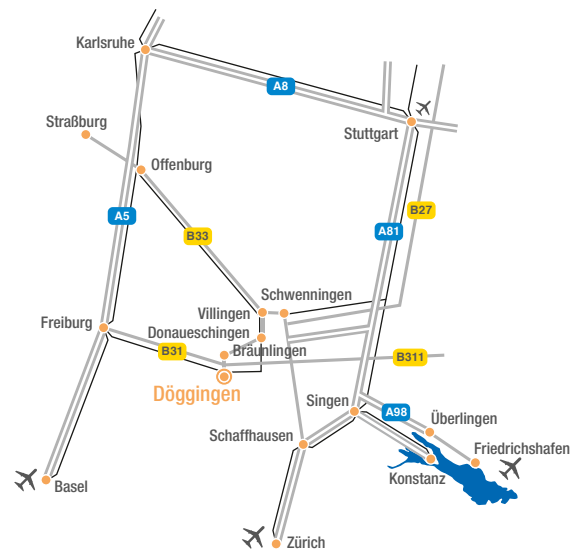 Karlsruhe
A8
Straßburg
Stuttgart
Offenburg
A5
B33
B27
A81
Schwenningen
Villingen
Freiburg
Donaueschingen
B31
Bräunlingen
B311
Döggingen
Singen
A98
Überlingen
Schaffhausen
Friedrichshafen
Konstanz
Basel
Zürich